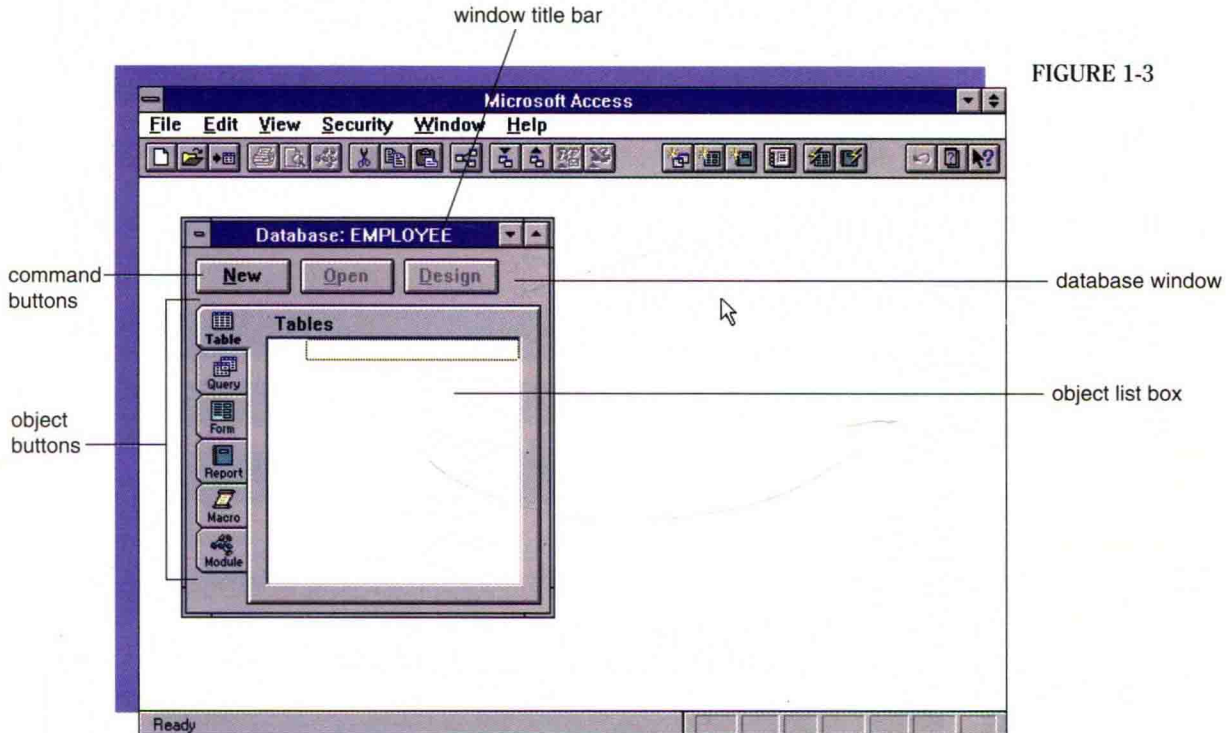 window title bar
FIGURE 1-3
Microsoft Access
File Edit View Security Window Help
Database: EMPLOYEE
command
buttons
New Open Design
database window
Tables
Table
Query
object list box
Form
object
buttons
Report
Macro
Module
Ready